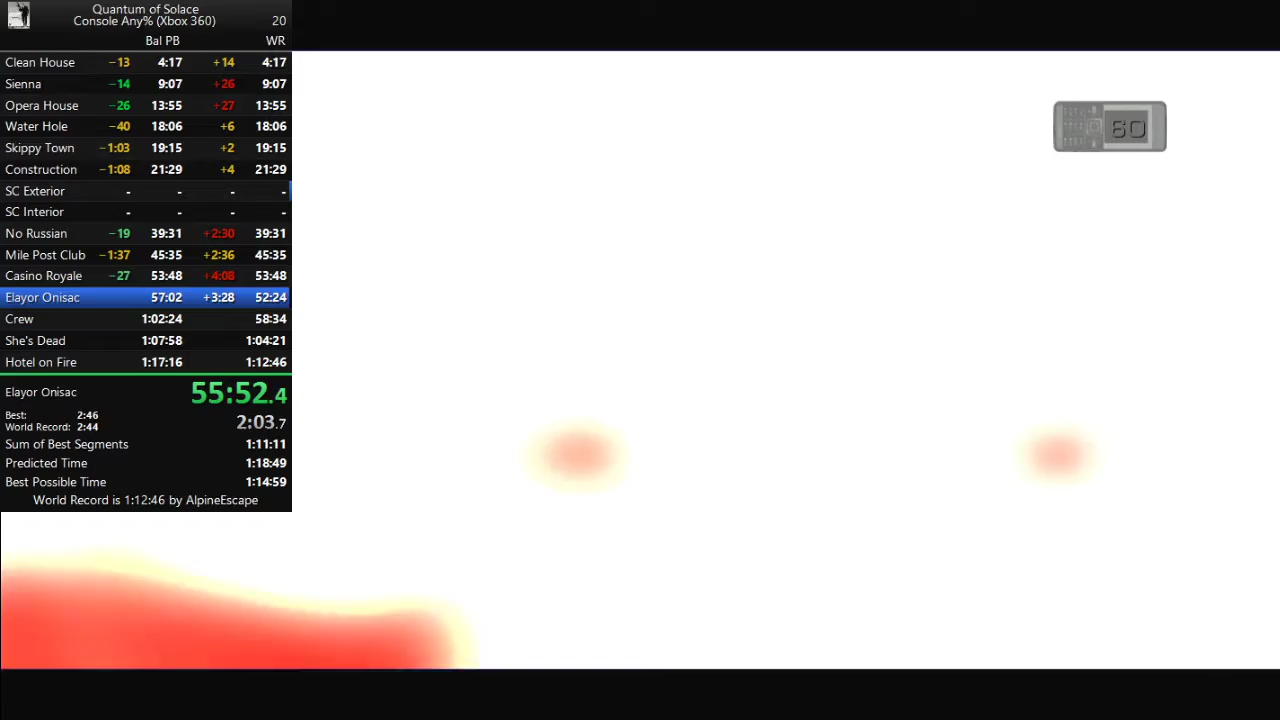 Quantum of Solace
Console Any% (Xbox 360) 20
Bal PB WR
Clean House −13 4:17 +14 4:17
Sienna −14 9:07 +26 9:07
Opera House −26 13:55 +27 13:55
Water Hole −40 18:06 +6 18:06
Skippy Town −1:03 19:15 +2 19:15
Construction −1:08 21:29 +4 21:29
SC Exterior - - - -
SC Interior - - - -
No Russian −19 39:31 +2:30 39:31
Mile Post Club −1:37 45:35 +2:36 45:35
Casino Royale −27 53:48 +4:08 53:48
Elayor Onisac 57:02 +3:28 52:24
Crew 1:02:24 58:34
She's Dead 1:07:58 1:04:21
Hotel on Fire 1:17:16 1:12:46
Elayor Onisac 55:52.4
Best: 2:46
World Record: 2:44 2:03.7
Sum of Best Segments 1:11:11
Predicted Time 1:18:49
Best Possible Time 1:14:59
World Record is 1:12:46 by AlpineEscape
60